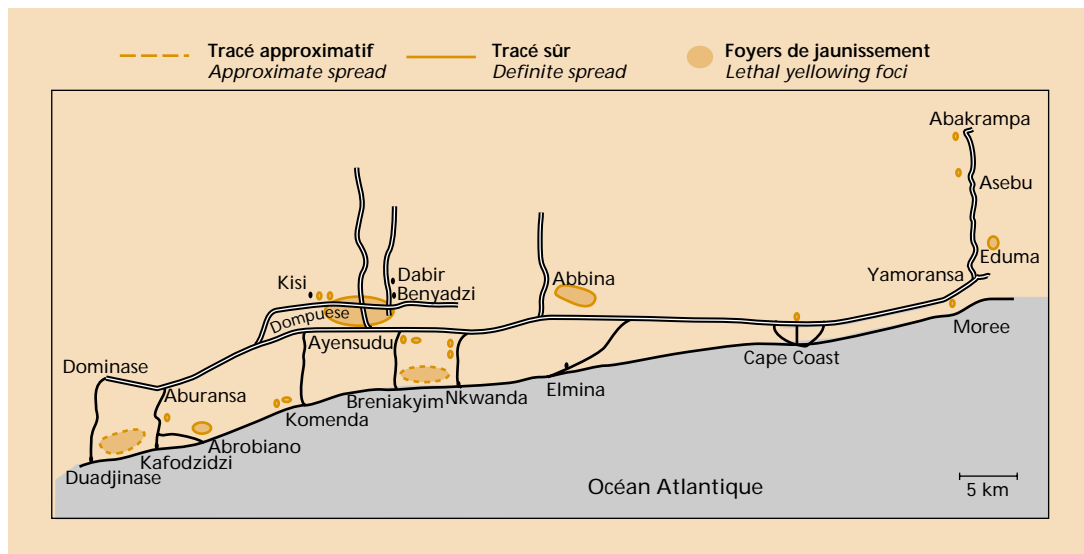 Tracé approximatif
Approximate spread
Tracé sûr
Definite spread
Foyers de jaunissement
Lethal yellowing foci
Abakrampa
Asebu
Eduma
Yamoransa
Moree
Kisi
Dabir
Benyadzi
Abbina
Dompuese
Ayensudu
Cape Coast
Dominase
Aburansa
Elmina
Breniakyim
Nkwanda
Komenda
Abrobiano
Kafodzidzi
Duadjinase
Océan Atlantique
5 km